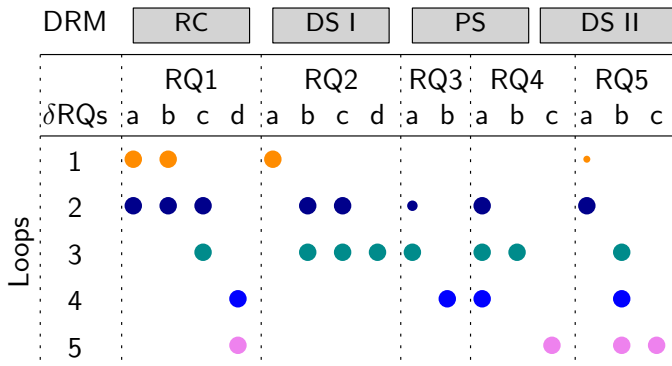 DRM RC DS I PS DS II
RQ1 RQ2 RQ3 RQ4 RQ5
δRQs a b c d a b c d a b a b c a b c
Loops
1
2
3
4
5